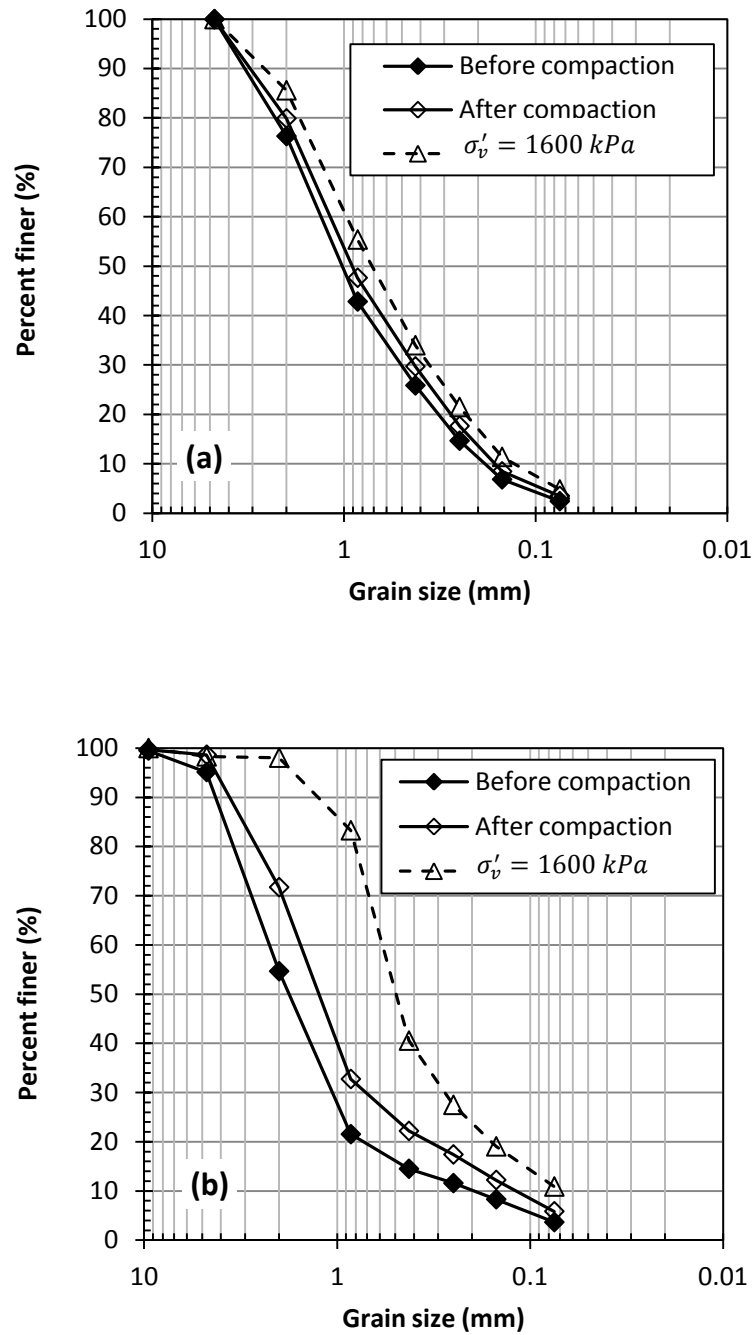 100
90
80
70
60
50
40
30
20
10
0
Percent finer (%)
Before compaction
After compaction
σ′ᵥ = 1600 kPa
(a)
10 1 0.1 0.01
Grain size (mm)
100
90
80
70
60
50
40
30
20
10
0
Percent finer (%)
Before compaction
After compaction
σ′ᵥ = 1600 kPa
(b)
10 1 0.1 0.01
Grain size (mm)